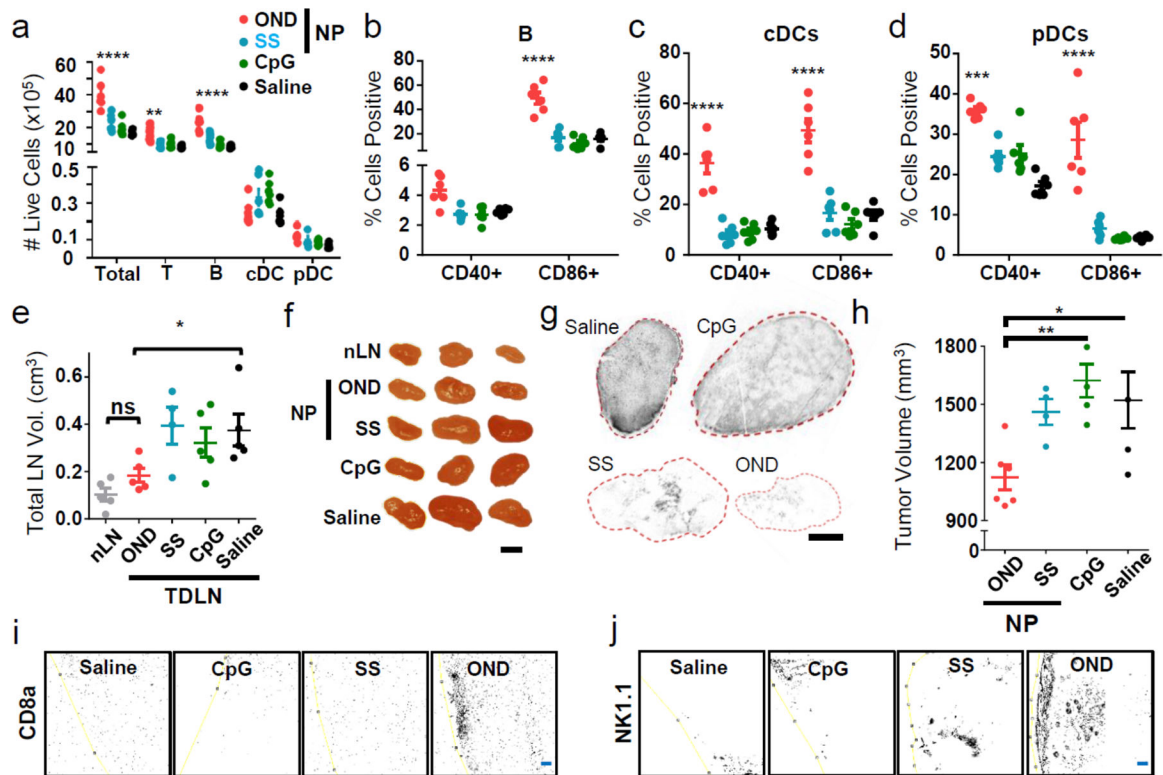 a
OND
SS
NP
CpG
Saline
****
**
****
# Live Cells (x10⁵)
60
40
20
10
0.5
0.3
0.1
0
Total T B cDC pDC
b
B
****
% Cells Positive
80
60
40
20
6
4
2
0
CD40+ CD86+
c
cDCs
****
****
% Cells Positive
80
60
40
20
0
CD40+ CD86+
d
pDCs
***
****
% Cells Positive
50
40
30
20
10
0
CD40+ CD86+
e
*
ns
Total LN Vol. (cm³)
0.6
0.4
0.2
0.0
nLN OND SS CpG Saline
TDLN
f
nLN
OND
NP
SS
CpG
Saline
g
Saline CpG
SS OND
h
*
**
Tumor Volume (mm³)
1800
1500
1200
900
0
OND SS CpG Saline
NP
i
CD8a
Saline CpG SS OND
j
NK1.1
Saline CpG SS OND